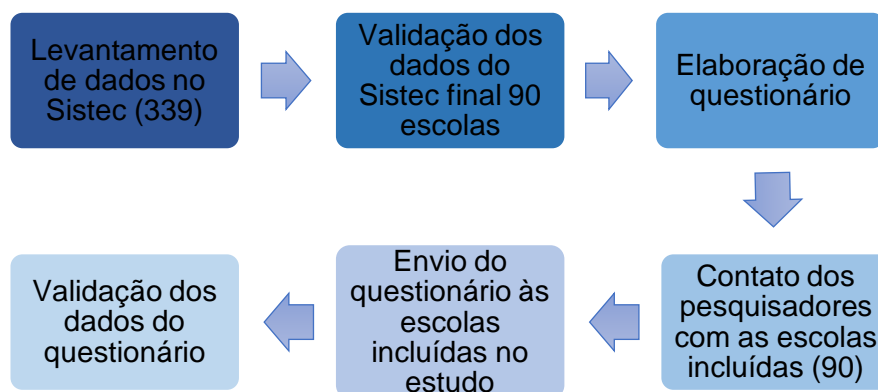 Levantamento
de dados no
Sistec (339)
Validação dos
dados do
Sistec final 90
escolas
Elaboração de
questionário
Contato dos
pesquisadores
com as escolas
incluídas (90)
Envio do
questionário às
escolas
incluídas no
estudo
Validação dos
dados do
questionário